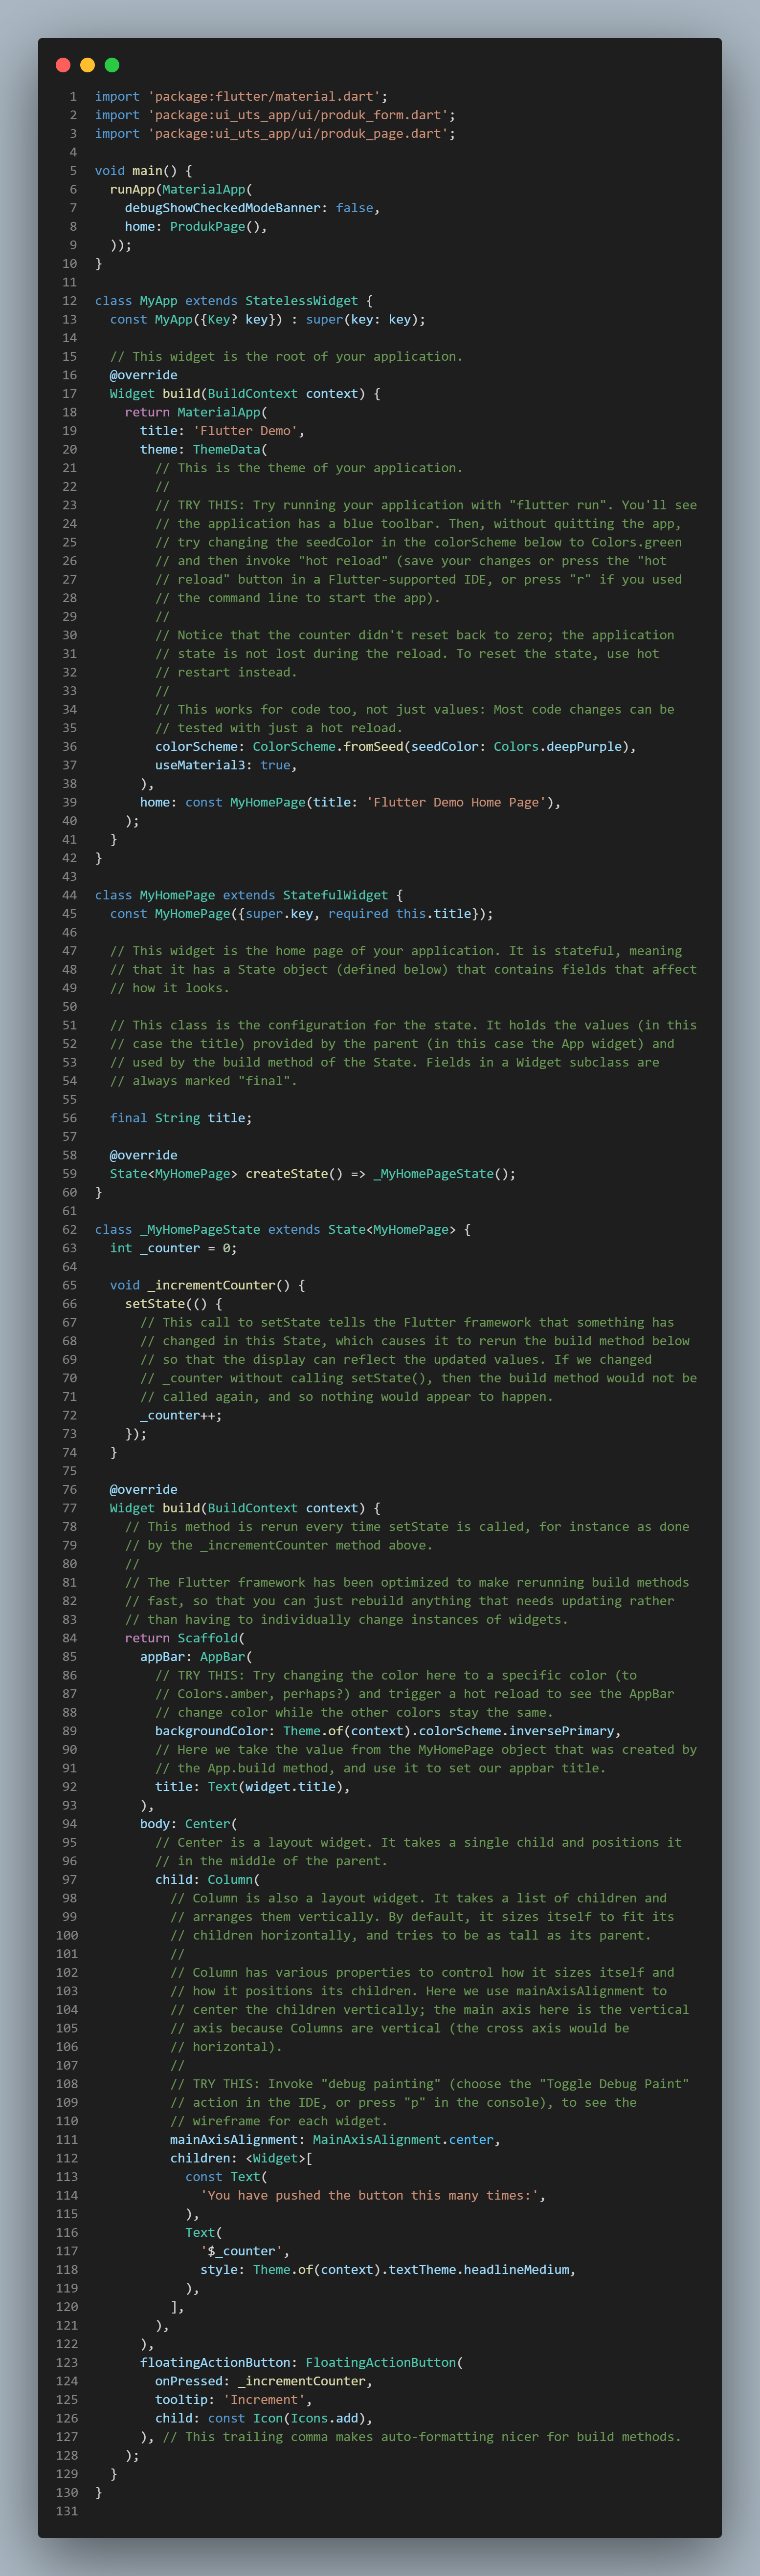 1 import 'package:flutter/material.dart';
2 import 'package:ui_uts_app/ui/produk_form.dart';
3 import 'package:ui_uts_app/ui/produk_page.dart';
4
5 void main() {
6   runApp(MaterialApp(
7     debugShowCheckedModeBanner: false,
8     home: ProdukPage(),
9   ));
10 }
11
12 class MyApp extends StatelessWidget {
13   const MyApp({Key? key}) : super(key: key);
14
15   // This widget is the root of your application.
16   @override
17   Widget build(BuildContext context) {
18     return MaterialApp(
19       title: 'Flutter Demo',
20       theme: ThemeData(
21         // This is the theme of your application.
22         //
23         // TRY THIS: Try running your application with "flutter run". You'll see
24         // the application has a blue toolbar. Then, without quitting the app,
25         // try changing the seedColor in the colorScheme below to Colors.green
26         // and then invoke "hot reload" (save your changes or press the "hot
27         // reload" button in a Flutter-supported IDE, or press "r" if you used
28         // the command line to start the app).
29         //
30         // Notice that the counter didn't reset back to zero; the application
31         // state is not lost during the reload. To reset the state, use hot
32         // restart instead.
33         //
34         // This works for code too, not just values: Most code changes can be
35         // tested with just a hot reload.
36         colorScheme: ColorScheme.fromSeed(seedColor: Colors.deepPurple),
37         useMaterial3: true,
38       ),
39       home: const MyHomePage(title: 'Flutter Demo Home Page'),
40     );
41   }
42 }
43
44 class MyHomePage extends StatefulWidget {
45   const MyHomePage({super.key, required this.title});
46
47   // This widget is the home page of your application. It is stateful, meaning
48   // that it has a State object (defined below) that contains fields that affect
49   // how it looks.
50
51   // This class is the configuration for the state. It holds the values (in this
52   // case the title) provided by the parent (in this case the App widget) and
53   // used by the build method of the State. Fields in a Widget subclass are
54   // always marked "final".
55
56   final String title;
57
58   @override
59   State<MyHomePage> createState() => _MyHomePageState();
60 }
61
62 class _MyHomePageState extends State<MyHomePage> {
63   int _counter = 0;
64
65   void _incrementCounter() {
66     setState(() {
67       // This call to setState tells the Flutter framework that something has
68       // changed in this State, which causes it to rerun the build method below
69       // so that the display can reflect the updated values. If we changed
70       // _counter without calling setState(), then the build method would not be
71       // called again, and so nothing would appear to happen.
72       _counter++;
73     });
74   }
75
76   @override
77   Widget build(BuildContext context) {
78     // This method is rerun every time setState is called, for instance as done
79     // by the _incrementCounter method above.
80     //
81     // The Flutter framework has been optimized to make rerunning build methods
82     // fast, so that you can just rebuild anything that needs updating rather
83     // than having to individually change instances of widgets.
84     return Scaffold(
85       appBar: AppBar(
86         // TRY THIS: Try changing the color here to a specific color (to
87         // Colors.amber, perhaps?) and trigger a hot reload to see the AppBar
88         // change color while the other colors stay the same.
89         backgroundColor: Theme.of(context).colorScheme.inversePrimary,
90         // Here we take the value from the MyHomePage object that was created by
91         // the App.build method, and use it to set our appbar title.
92         title: Text(widget.title),
93       ),
94       body: Center(
95         // Center is a layout widget. It takes a single child and positions it
96         // in the middle of the parent.
97         child: Column(
98           // Column is also a layout widget. It takes a list of children and
99           // arranges them vertically. By default, it sizes itself to fit its
100           // children horizontally, and tries to be as tall as its parent.
101           //
102           // Column has various properties to control how it sizes itself and
103           // how it positions its children. Here we use mainAxisAlignment to
104           // center the children vertically; the main axis here is the vertical
105           // axis because Columns are vertical (the cross axis would be
106           // horizontal).
107           //
108           // TRY THIS: Invoke "debug painting" (choose the "Toggle Debug Paint"
109           // action in the IDE, or press "p" in the console), to see the
110           // wireframe for each widget.
111           mainAxisAlignment: MainAxisAlignment.center,
112           children: <Widget>[
113             const Text(
114               'You have pushed the button this many times:',
115             ),
116             Text(
117               '$_counter',
118               style: Theme.of(context).textTheme.headlineMedium,
119             ),
120           ],
121         ),
122       ),
123       floatingActionButton: FloatingActionButton(
124         onPressed: _incrementCounter,
125         tooltip: 'Increment',
126         child: const Icon(Icons.add),
127       ), // This trailing comma makes auto-formatting nicer for build methods.
128     );
129   }
130 }
131